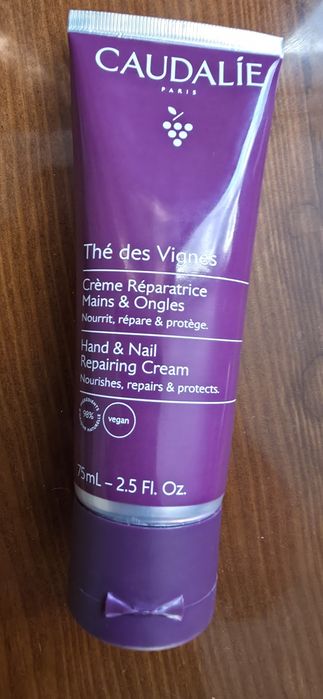 CAUDALÍE
PARIS
Thé des Vignes
Crème Réparatrice
Mains & Ongles
Nourrit, répare & protège.
Hand & Nail
Repairing Cream
Nourishes, repairs & protects.
98%
vegan
75mL – 2.5 Fl. Oz.